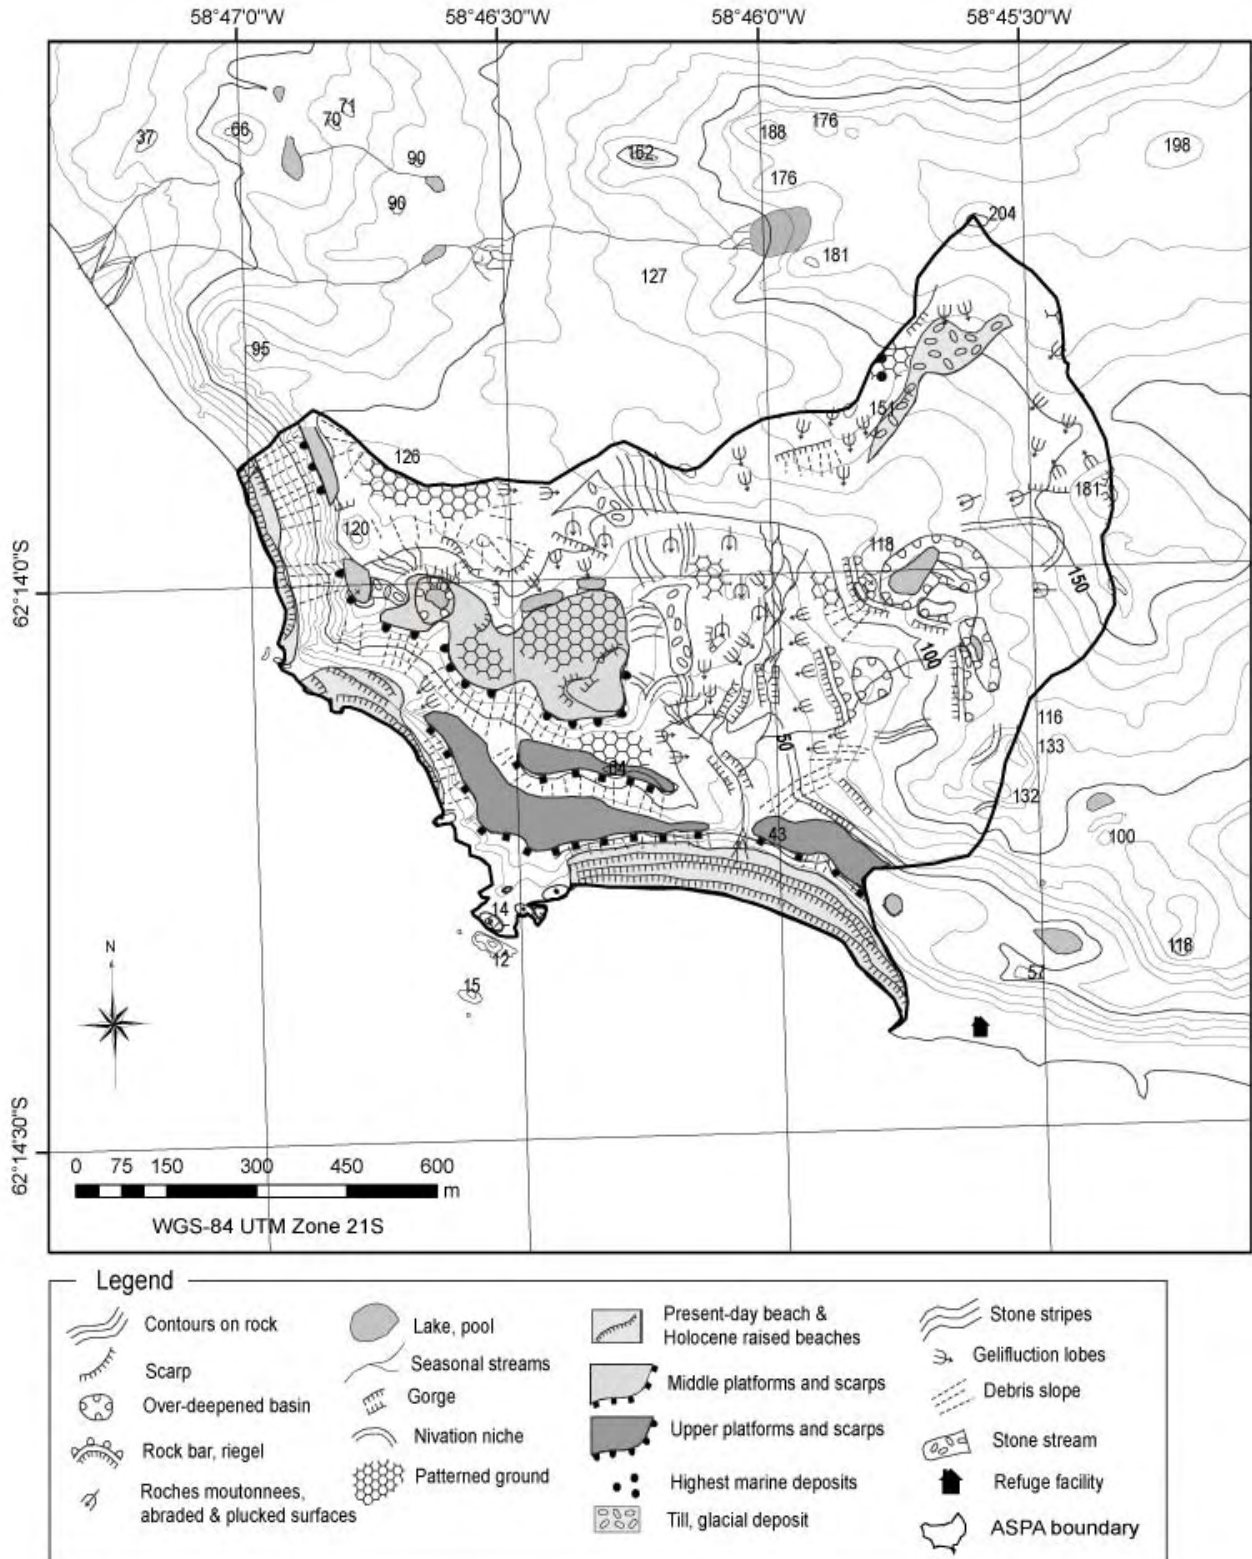 58°47'0"W 58°46'30"W 58°46'0"W 58°45'30"W
71
70
176
188
66
37
162
198
90
176
90
204
181
127
95
151
126
181
120
118
62°14'0"S
150
100
116
133
50
64
132
43
100
14
118
12
57
15
N
62°14'30"S
0 75 150 300 450 600
m
WGS-84 UTM Zone 21S
Legend
Contours on rock
Scarp
Over-deepened basin
Rock bar, riegel
Roches moutonnees,
abraded & plucked surfaces
Lake, pool
Seasonal streams
Gorge
Nivation niche
Patterned ground
Present-day beach &
Holocene raised beaches
Middle platforms and scarps
Upper platforms and scarps
Highest marine deposits
Till, glacial deposit
Stone stripes
Gelifluction lobes
Debris slope
Stone stream
Refuge facility
ASPA boundary